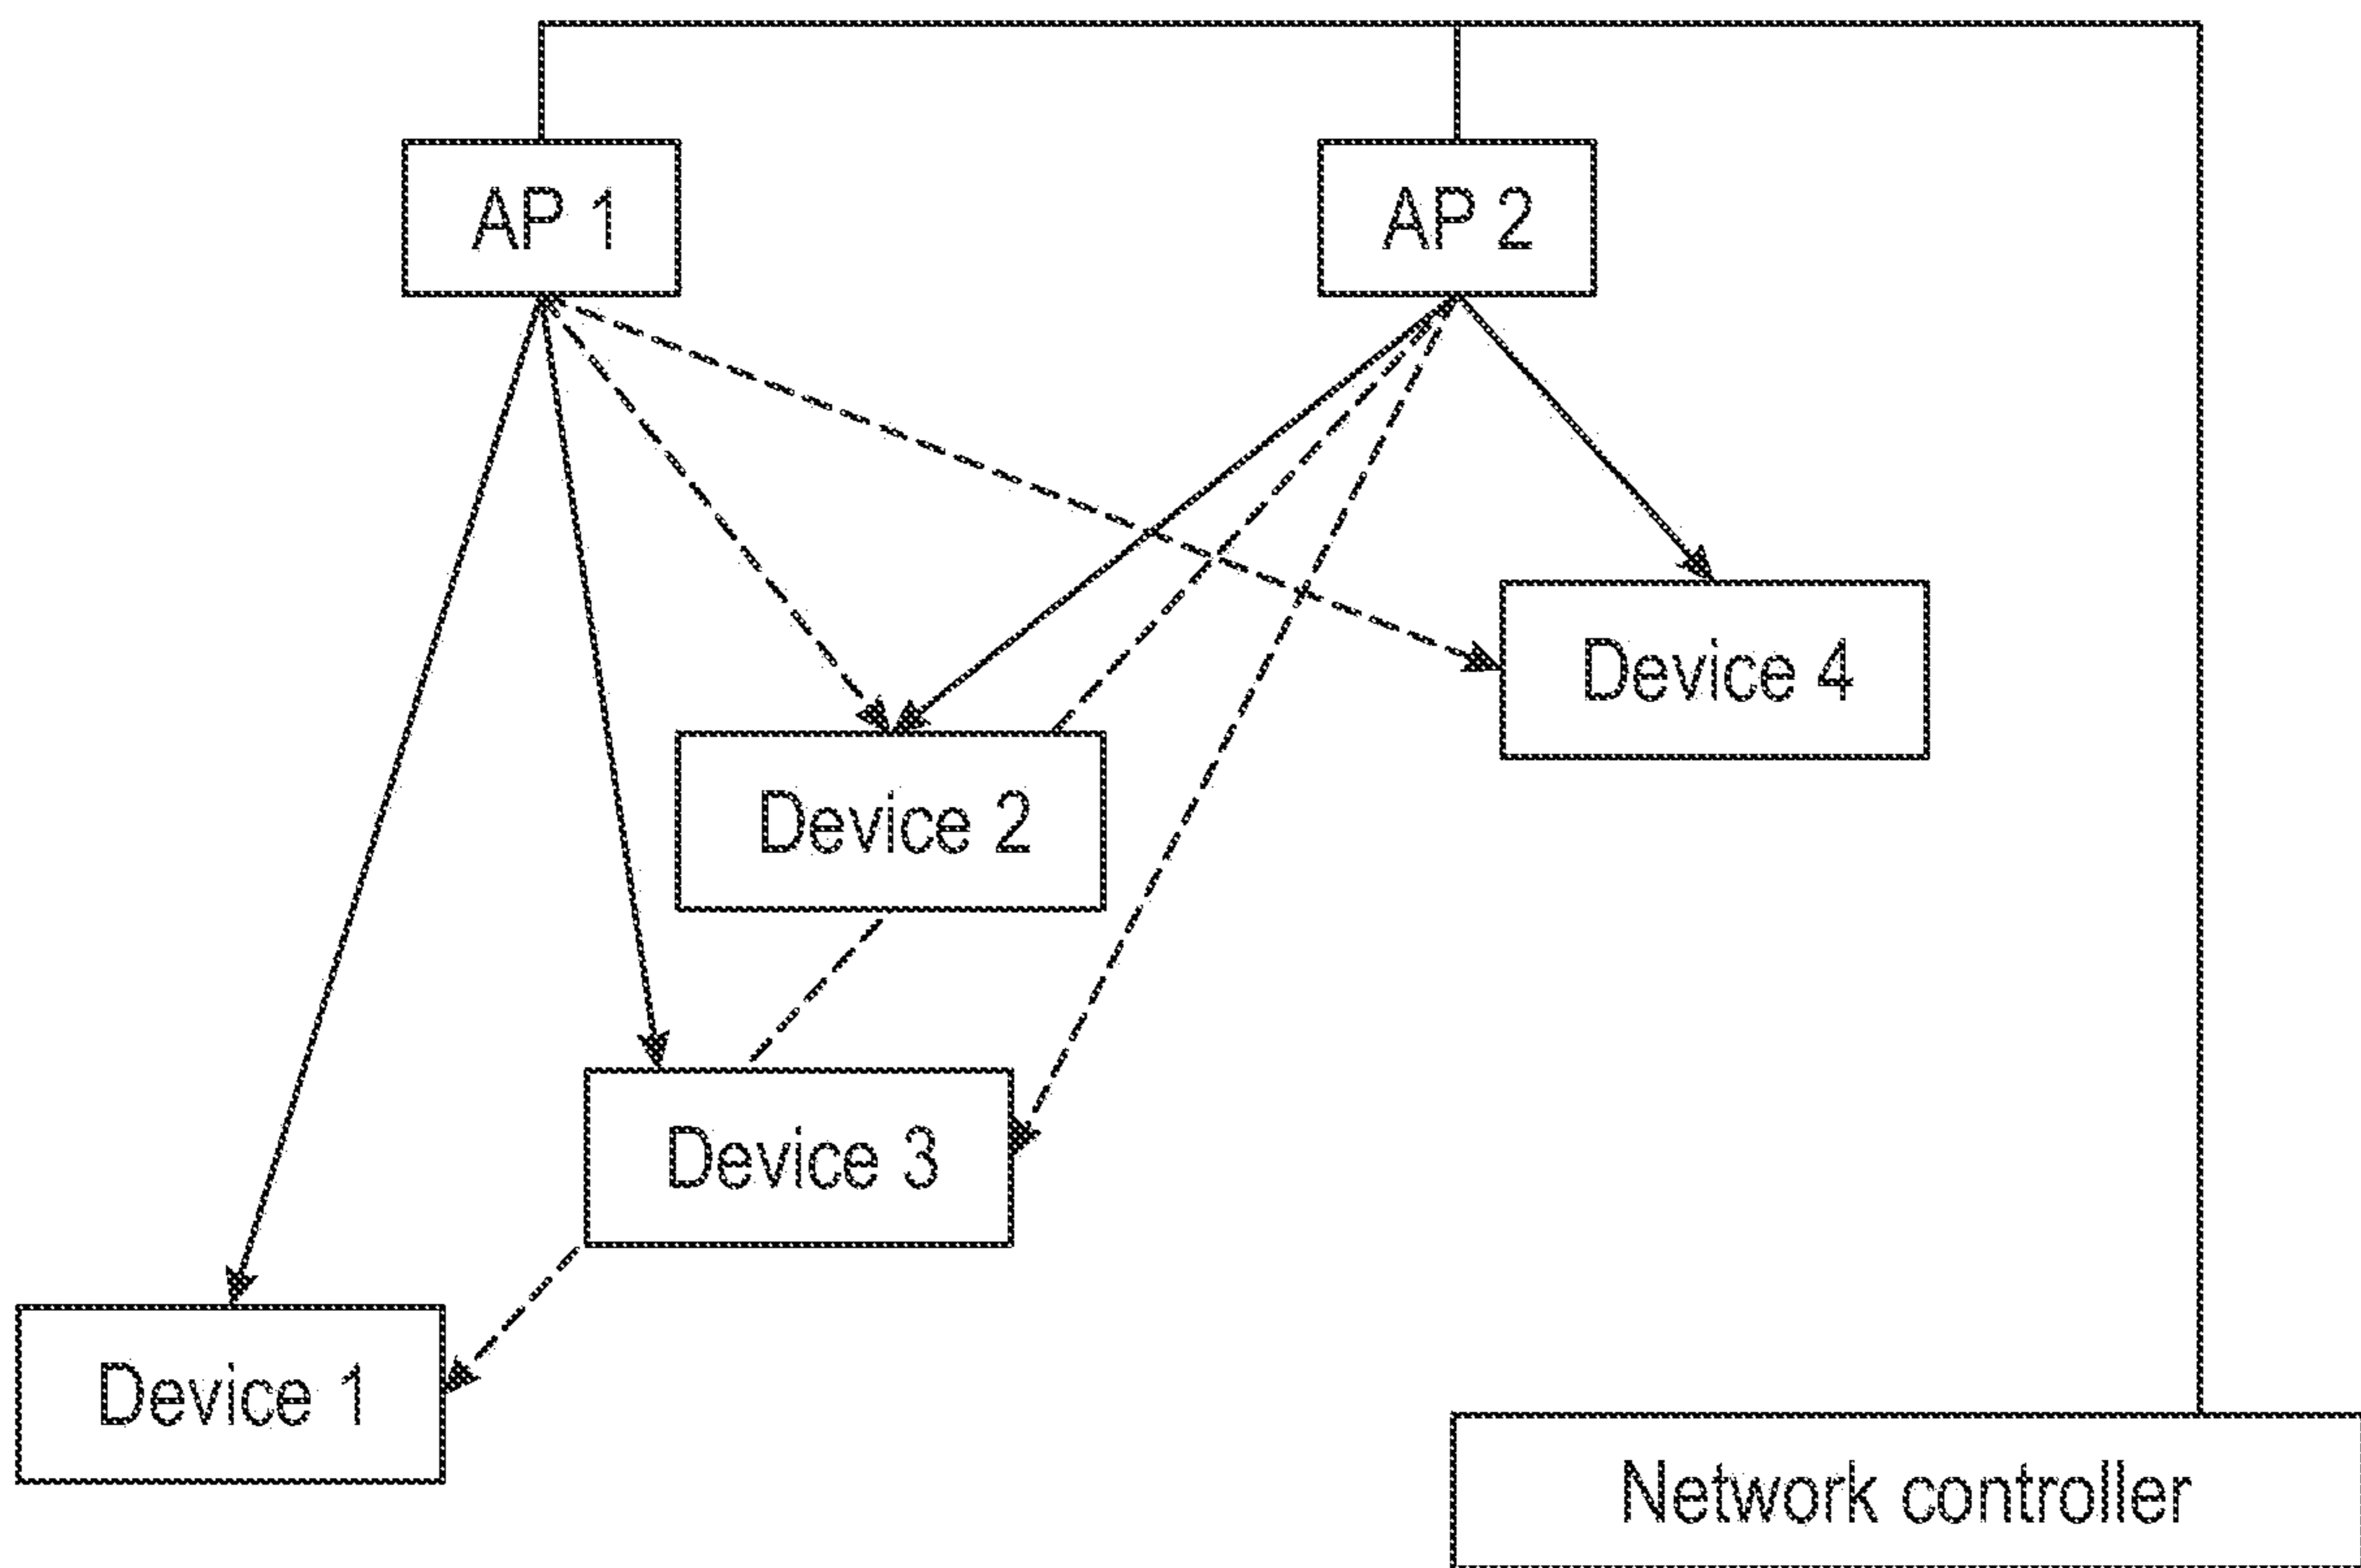 AP 1
AP 2
Device 4
Device 2
Device 3
Device 1
Network controller